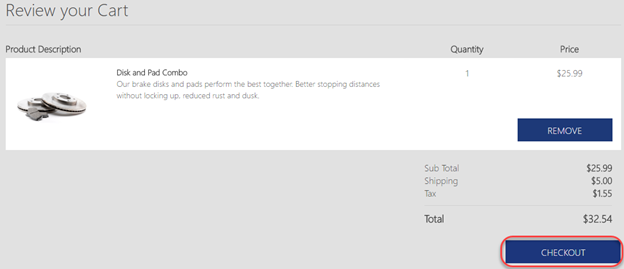 Review your Cart
Product Description Quantity Price
Disk and Pad Combo 1 $25.99
Our brake disks and pads perform the best together. Better stopping distances
without locking up, reduced rust and dusk.
REMOVE
Sub Total $25.99
Shipping $5.00
Tax $1.55
Total $32.54
CHECKOUT